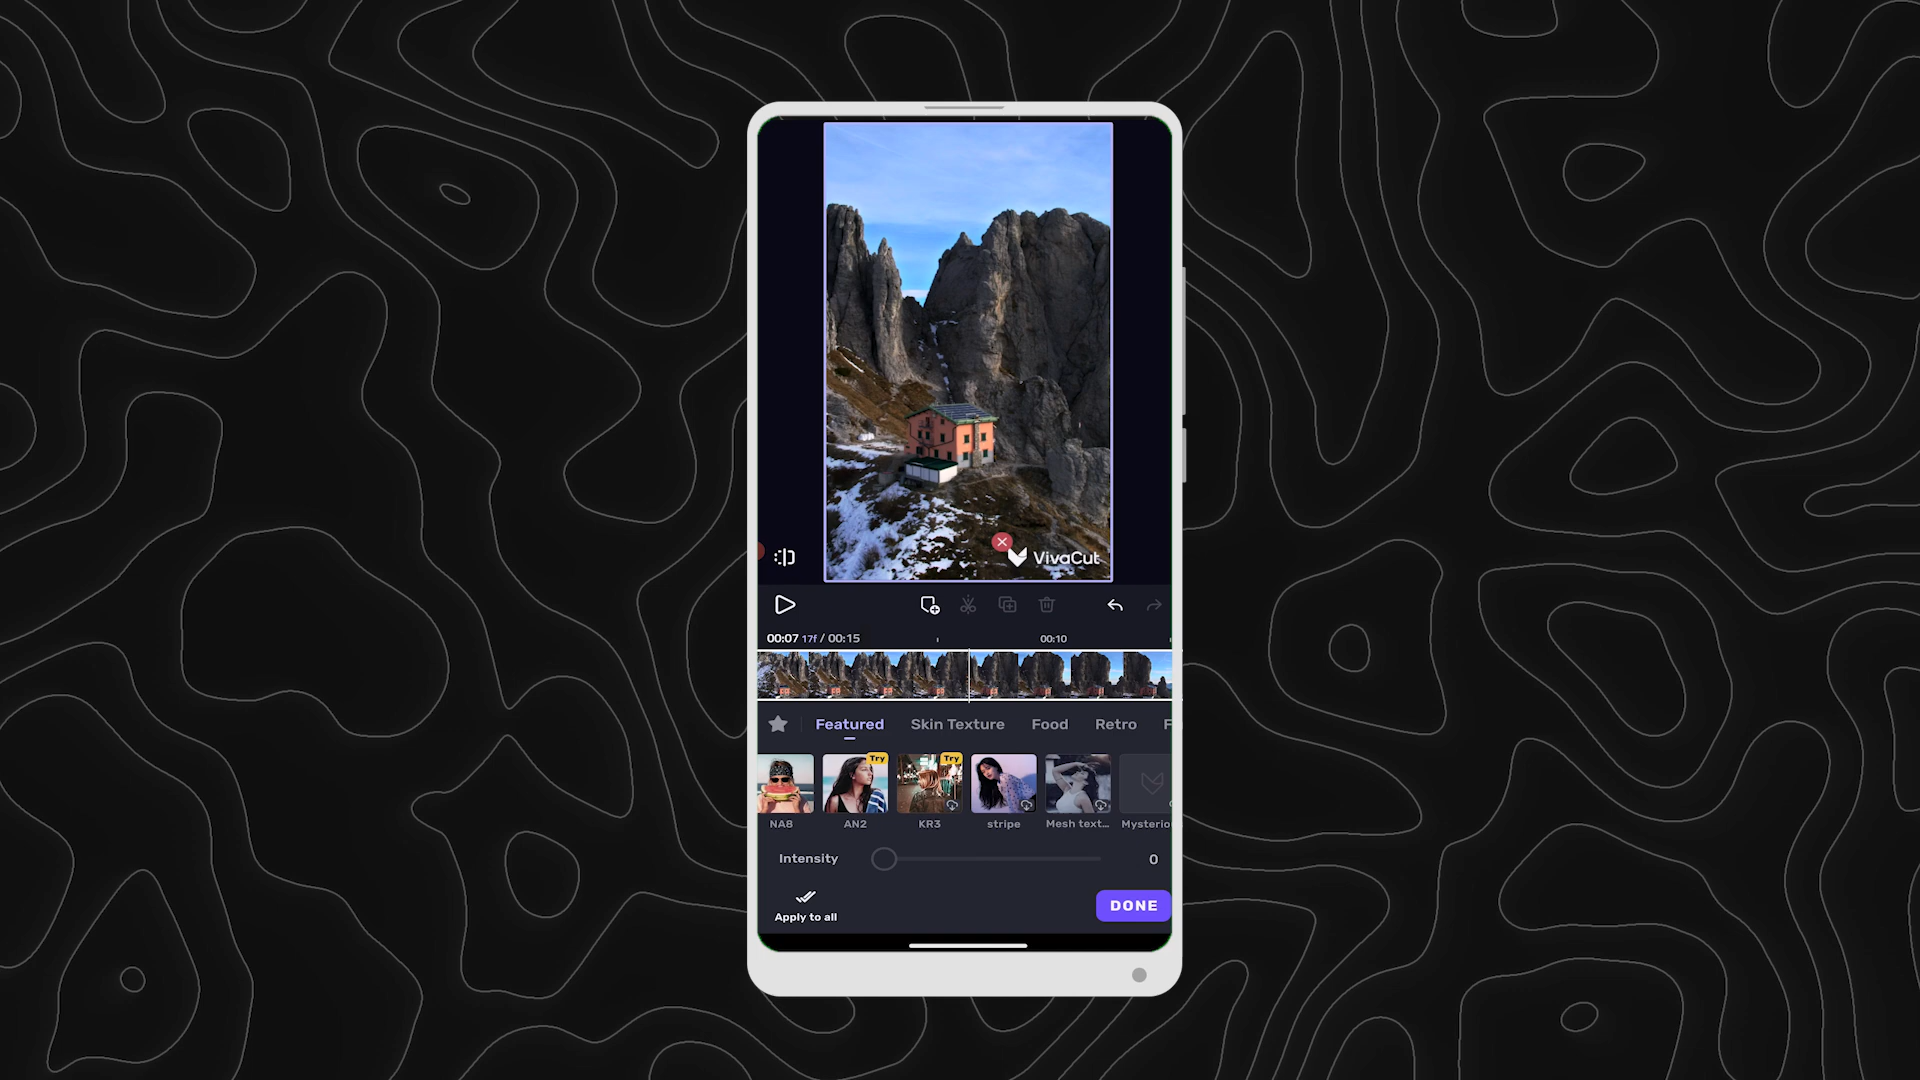 VivaCut
00:07 17f / 00:15
00:10
Featured Skin Texture Food Retro F
Try Try
NA8 AN2 KR3 stripe Mesh text... Mysterio
Intensity 0
Apply to all
DONE